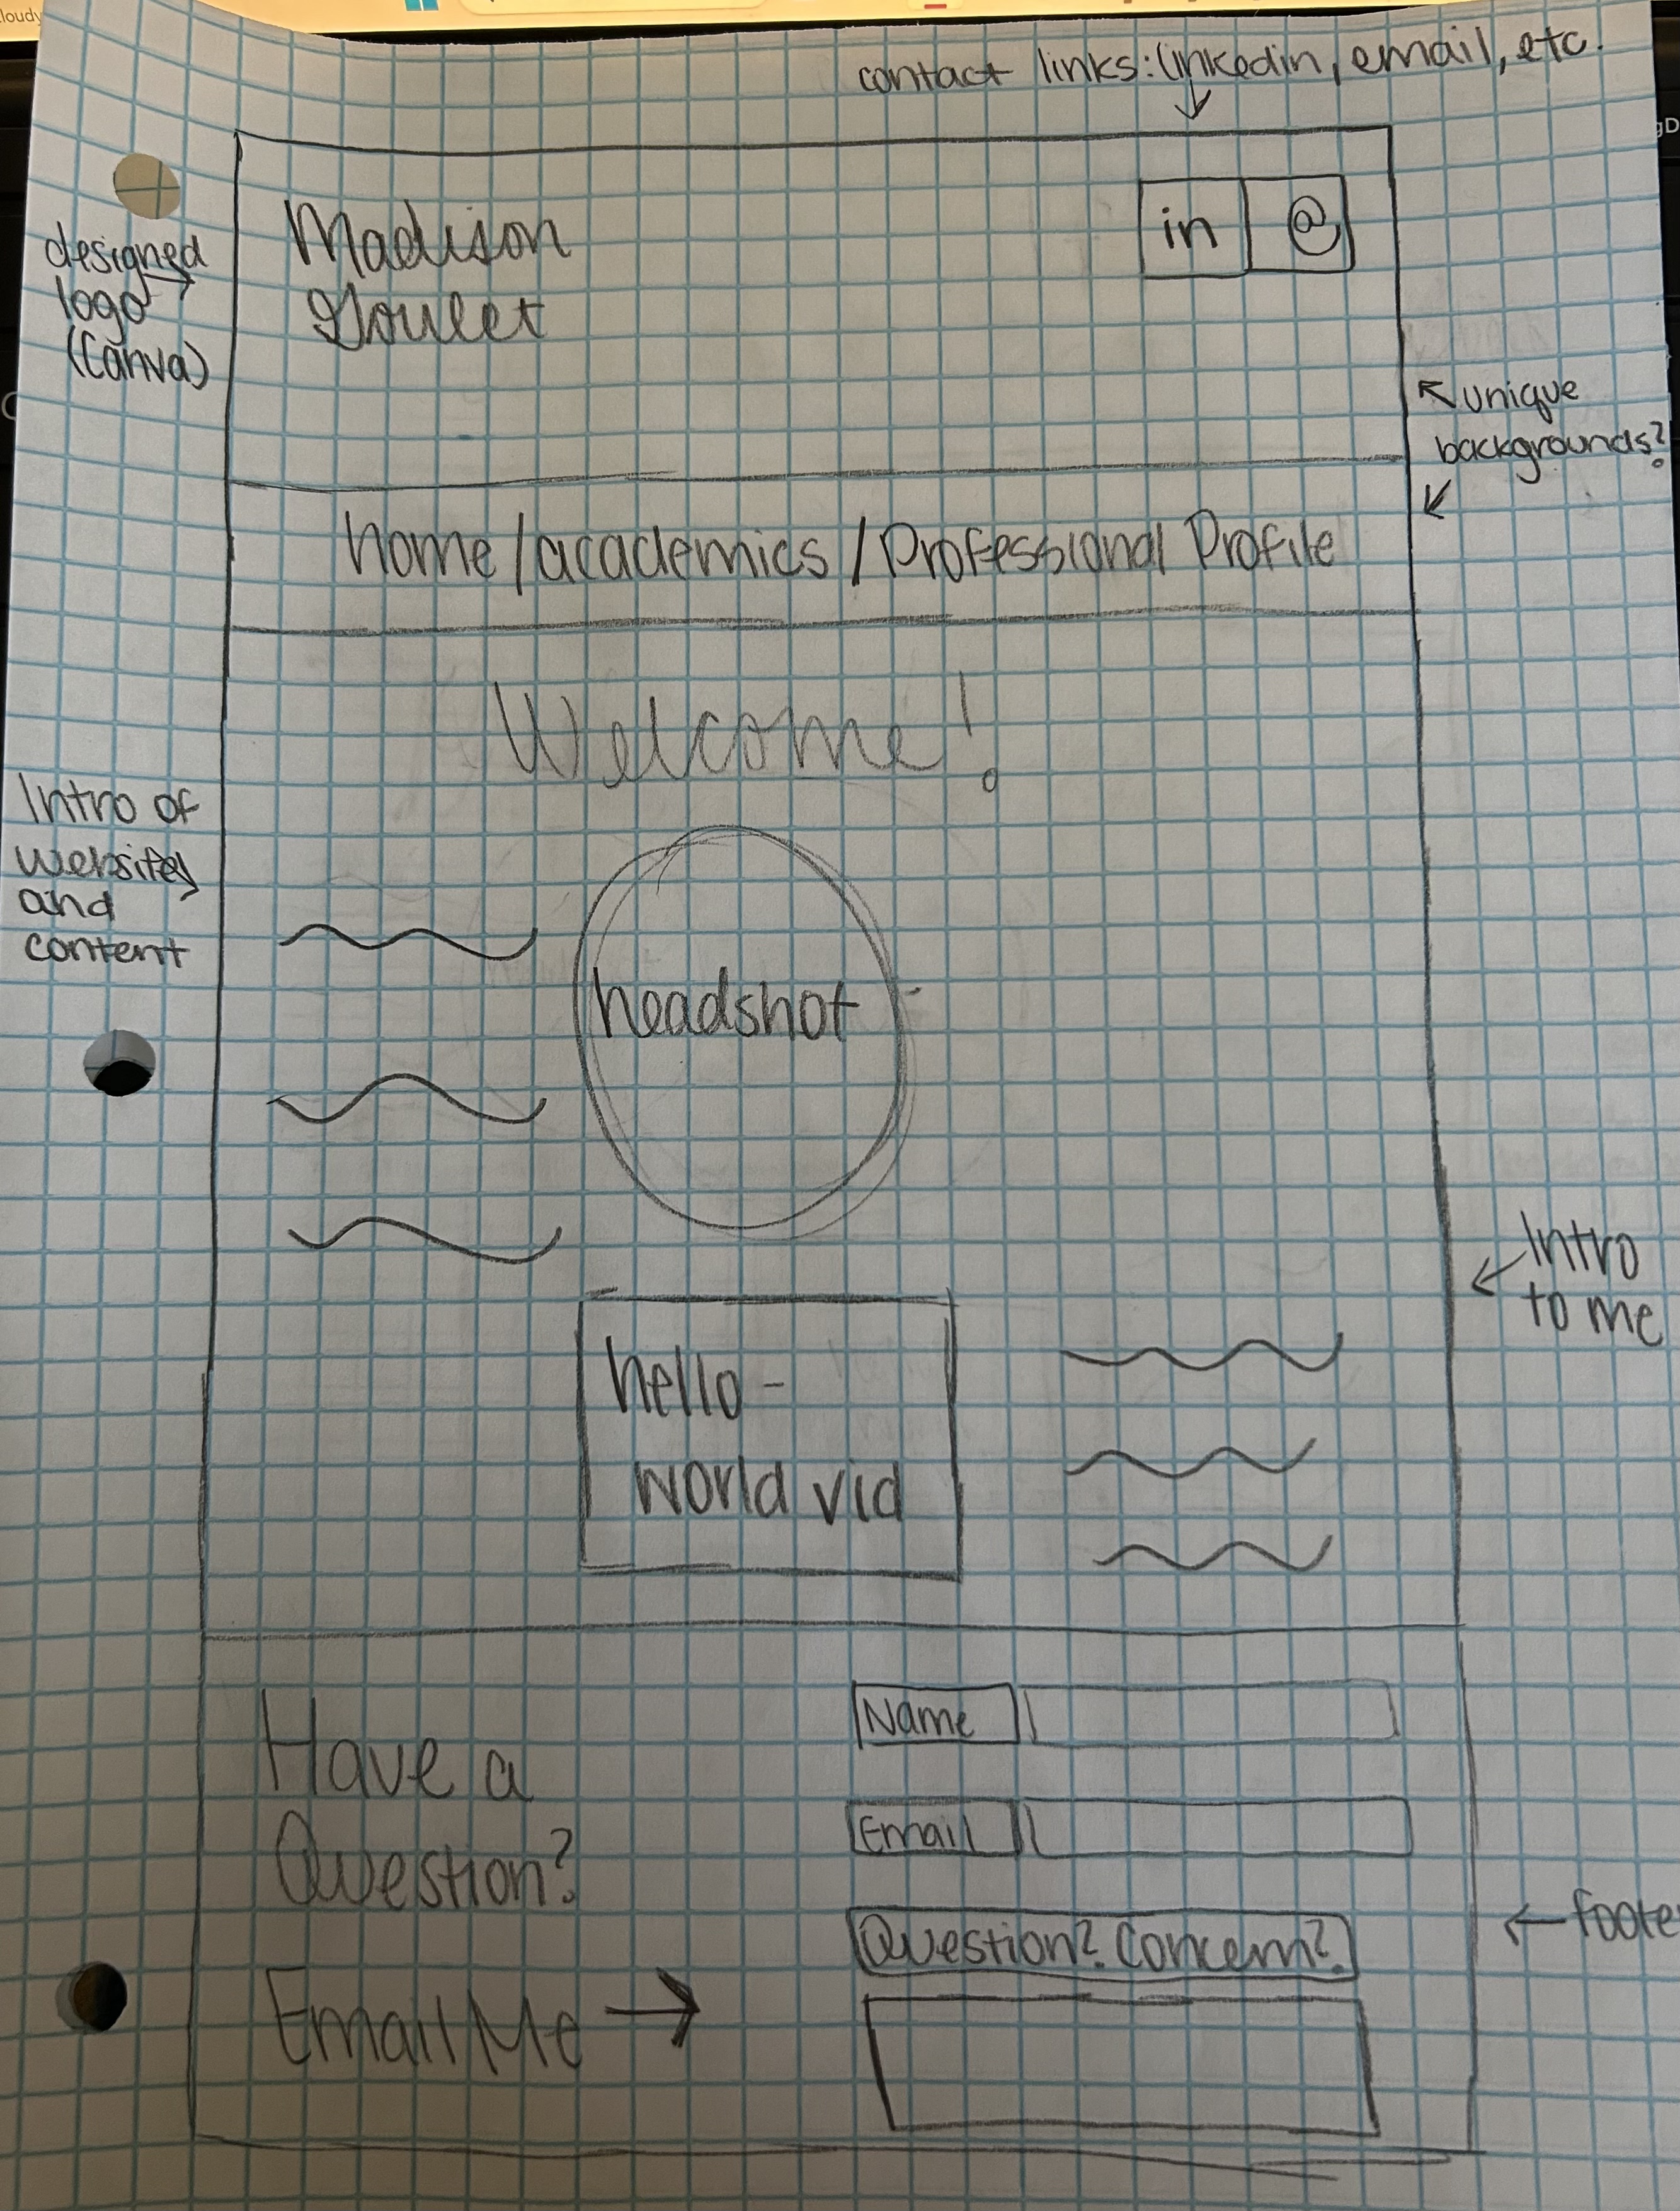 cloudy
contact links: linkedin, email, etc.
in @
Madison
Goulet
designed
logo
(Canva)
unique
backgrounds?
home / academics / Professional Profile
Welcome!
Intro of
website
and
content
headshot
Intro
to me
hello-
world vid
Have a
Question?
Email Me
Name
Email
Question? Concern?
foote